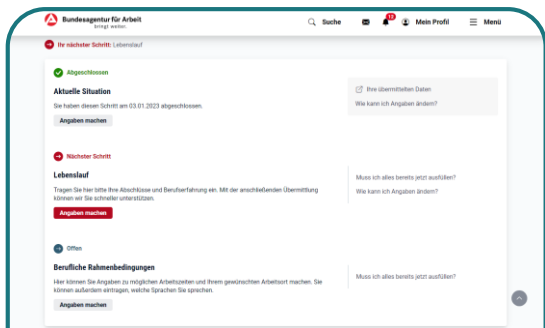 Bundesagentur für Arbeit
bringt weiter.
Suche
12
Mein Profil
Menü
Ihr nächster Schritt: Lebenslauf
Abgeschlossen
Aktuelle Situation
Sie haben diesen Schritt am 03.01.2023 abgeschlossen.
Angaben machen
Ihre übermittelten Daten
Wie kann ich Angaben ändern?
Nächster Schritt
Lebenslauf
Tragen Sie hier bitte Ihre Abschlüsse und Berufserfahrung ein. Mit der anschließenden Übermittlung
können wir Sie schneller unterstützen.
Angaben machen
Muss ich alles bereits jetzt ausfüllen?
Wie kann ich Angaben ändern?
Offen
Berufliche Rahmenbedingungen
Hier können Sie Angaben zu möglichen Arbeitszeiten und Ihrem gewünschten Arbeitsort machen. Sie
können außerdem eintragen, welche Sprachen Sie sprechen.
Angaben machen
Muss ich alles bereits jetzt ausfüllen?